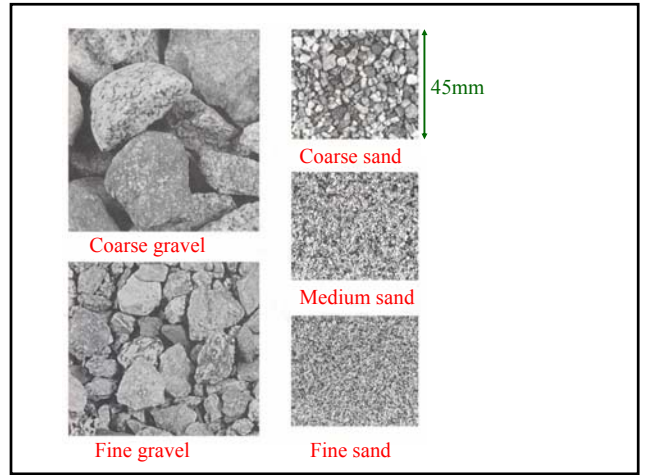 45mm
Coarse sand
Coarse gravel
Medium sand
Fine gravel
Fine sand